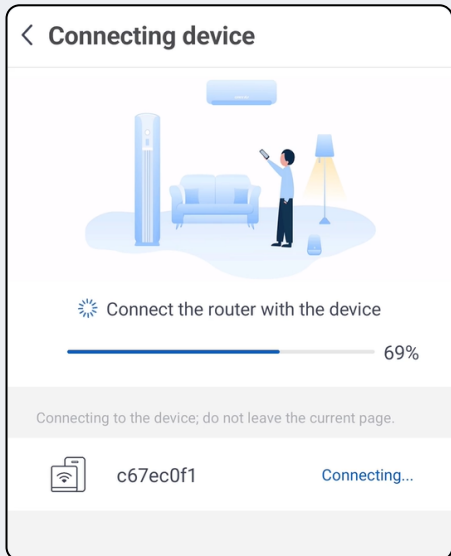 Connecting device
Connect the router with the device
69%
Connecting to the device; do not leave the current page.
c67ec0f1
Connecting...